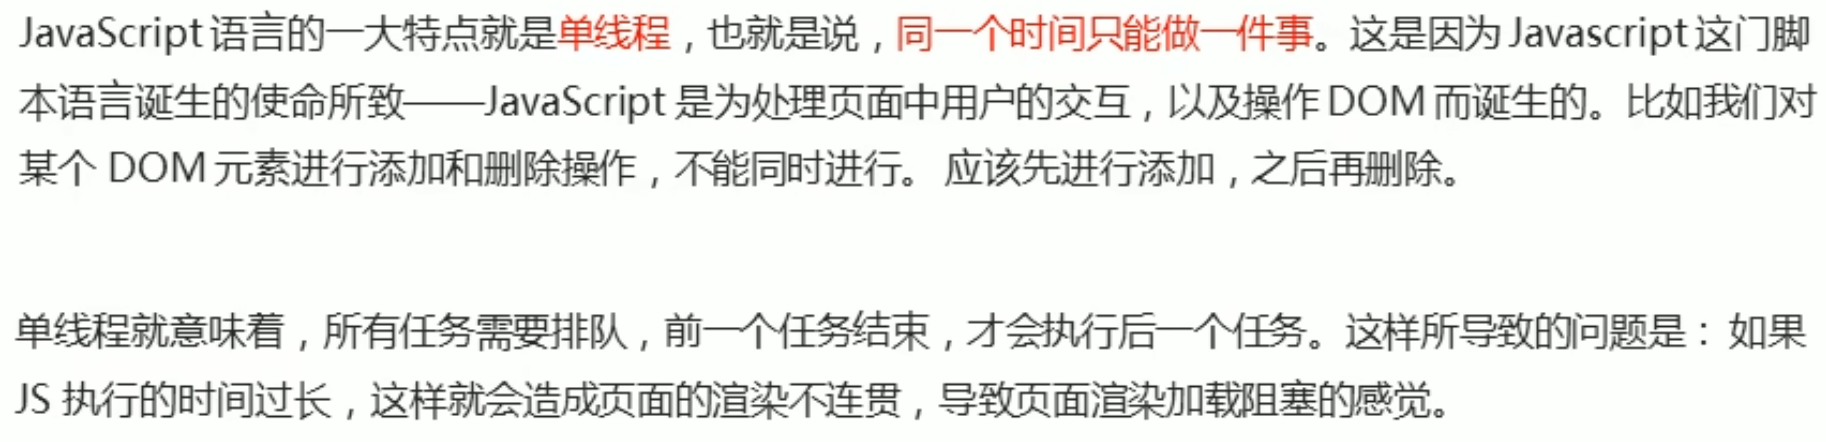 JavaScript 语言的一大特点就是单线程，也就是说，同一个时间只能做一件事。这是因为 Javascript 这门脚
本语言诞生的使命所致——JavaScript 是为处理页面中用户的交互，以及操作 DOM 而诞生的。比如我们对
某个 DOM 元素进行添加和删除操作，不能同时进行。 应该先进行添加，之后再删除。
单线程就意味着，所有任务需要排队，前一个任务结束，才会执行后一个任务。这样所导致的问题是： 如果
JS 执行的时间过长，这样就会造成页面的渲染不连贯，导致页面渲染加载阻塞的感觉。